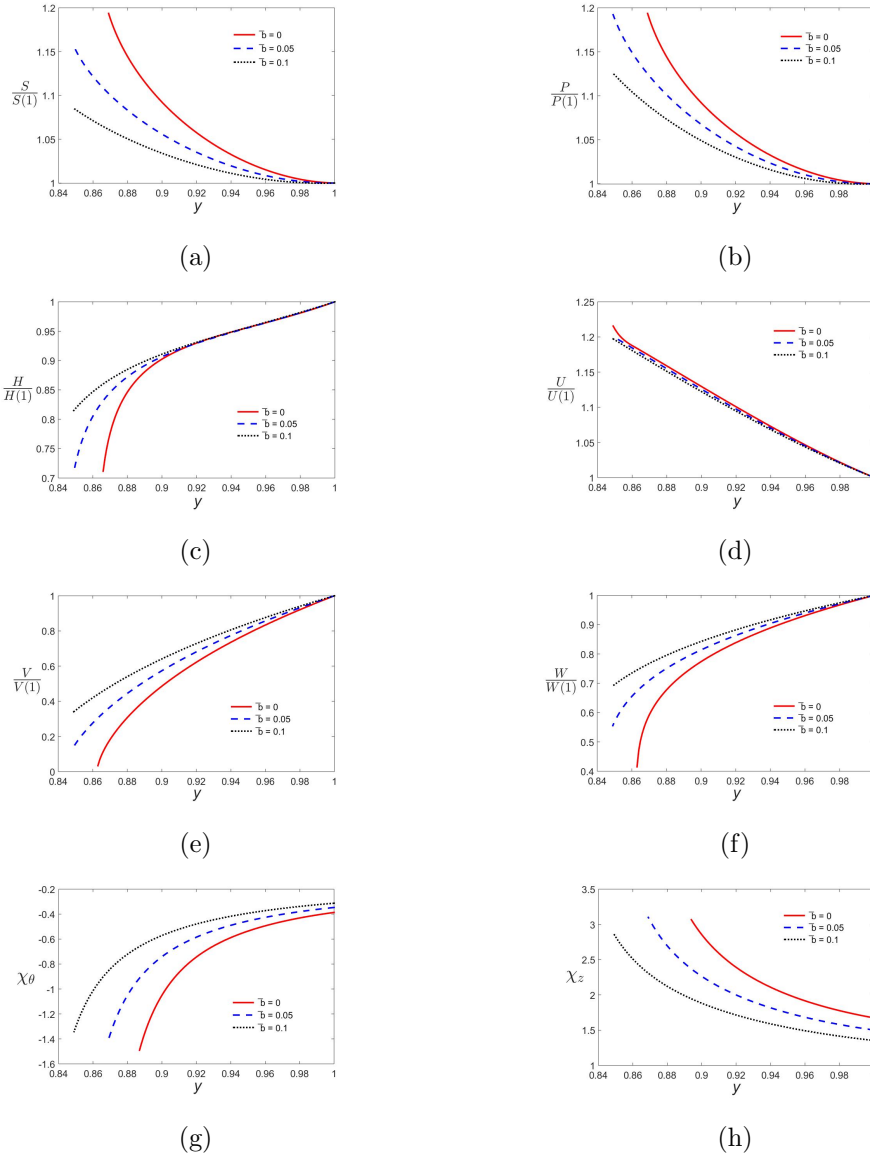 1.2
1.15
1.1
1.05
1
S
S(1)
b̄ = 0
b̄ = 0.05
b̄ = 0.1
0.84 0.86 0.88 0.9 0.92 0.94 0.96 0.98 1
y
(a)
1.2
1.15
1.1
1.05
1
P
P(1)
b̄ = 0
b̄ = 0.05
b̄ = 0.1
0.84 0.86 0.88 0.9 0.92 0.94 0.96 0.98
y
(b)
1
0.95
0.9
0.85
0.8
0.75
0.7
H
H(1)
b̄ = 0
b̄ = 0.05
b̄ = 0.1
0.84 0.86 0.88 0.9 0.92 0.94 0.96 0.98 1
y
(c)
1.25
1.2
1.15
1.1
1.05
1
U
U(1)
b̄ = 0
b̄ = 0.05
b̄ = 0.1
0.84 0.86 0.88 0.9 0.92 0.94 0.96 0.98
y
(d)
1
0.8
0.6
0.4
0.2
0
V
V(1)
b̄ = 0
b̄ = 0.05
b̄ = 0.1
0.84 0.86 0.88 0.9 0.92 0.94 0.96 0.98 1
y
(e)
1
0.9
0.8
0.7
0.6
0.5
0.4
W
W(1)
b̄ = 0
b̄ = 0.05
b̄ = 0.1
0.84 0.86 0.88 0.9 0.92 0.94 0.96 0.98
y
(f)
-0.2
-0.4
-0.6
-0.8
-1
-1.2
-1.4
-1.6
χθ
b̄ = 0
b̄ = 0.05
b̄ = 0.1
0.84 0.86 0.88 0.9 0.92 0.94 0.96 0.98 1
y
(g)
3.5
3
2.5
2
1.5
1
χz
b̄ = 0
b̄ = 0.05
b̄ = 0.1
0.84 0.86 0.88 0.9 0.92 0.94 0.96 0.98
y
(h)